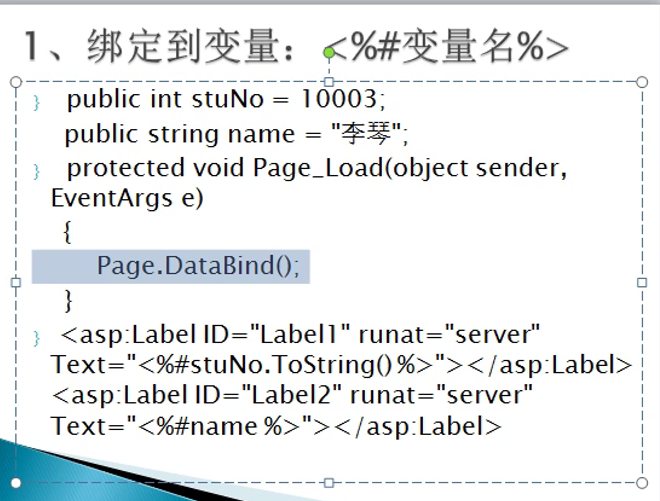 1、绑定到变量：<%#变量名%>
public int stuNo = 10003;
public string name = "李琴";
protected void Page_Load(object sender,
EventArgs e)
{
Page.DataBind();
}
<asp:Label ID="Label1" runat="server"
Text="<%#stuNo.ToString()%>"></asp:Label>
<asp:Label ID="Label2" runat="server"
Text="<%#name %>"></asp:Label>